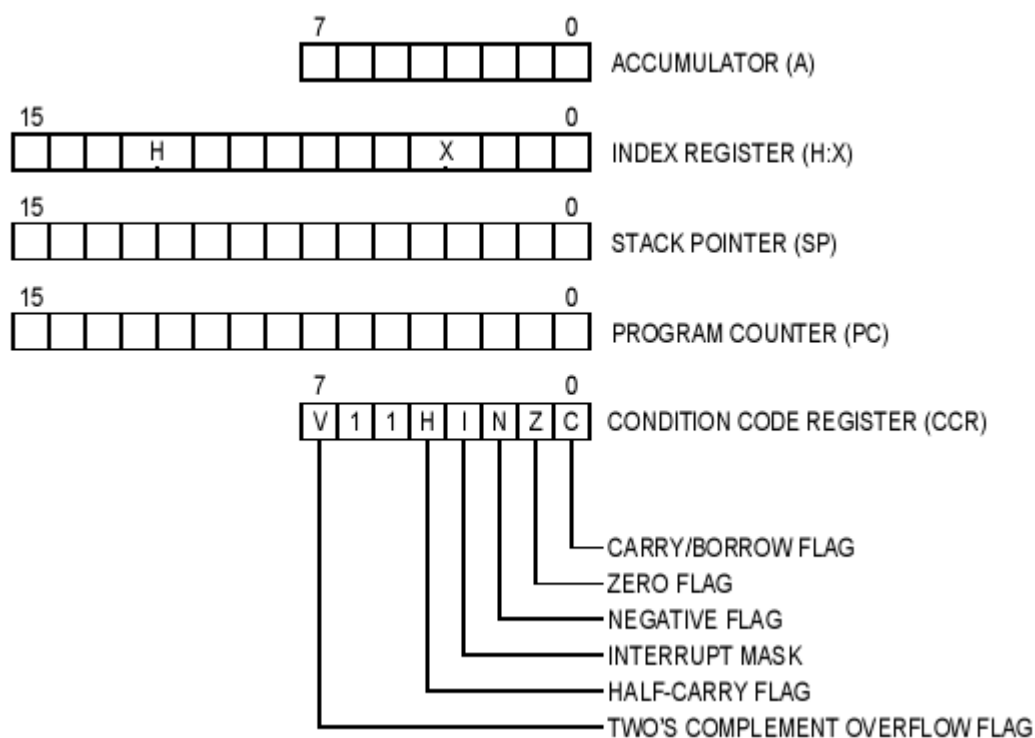 7 0
ACCUMULATOR (A)
15 0
H X INDEX REGISTER (H:X)
15 0
STACK POINTER (SP)
15 0
PROGRAM COUNTER (PC)
7 0
V 1 1 H I N Z C CONDITION CODE REGISTER (CCR)
CARRY/BORROW FLAG
ZERO FLAG
NEGATIVE FLAG
INTERRUPT MASK
HALF-CARRY FLAG
TWO'S COMPLEMENT OVERFLOW FLAG